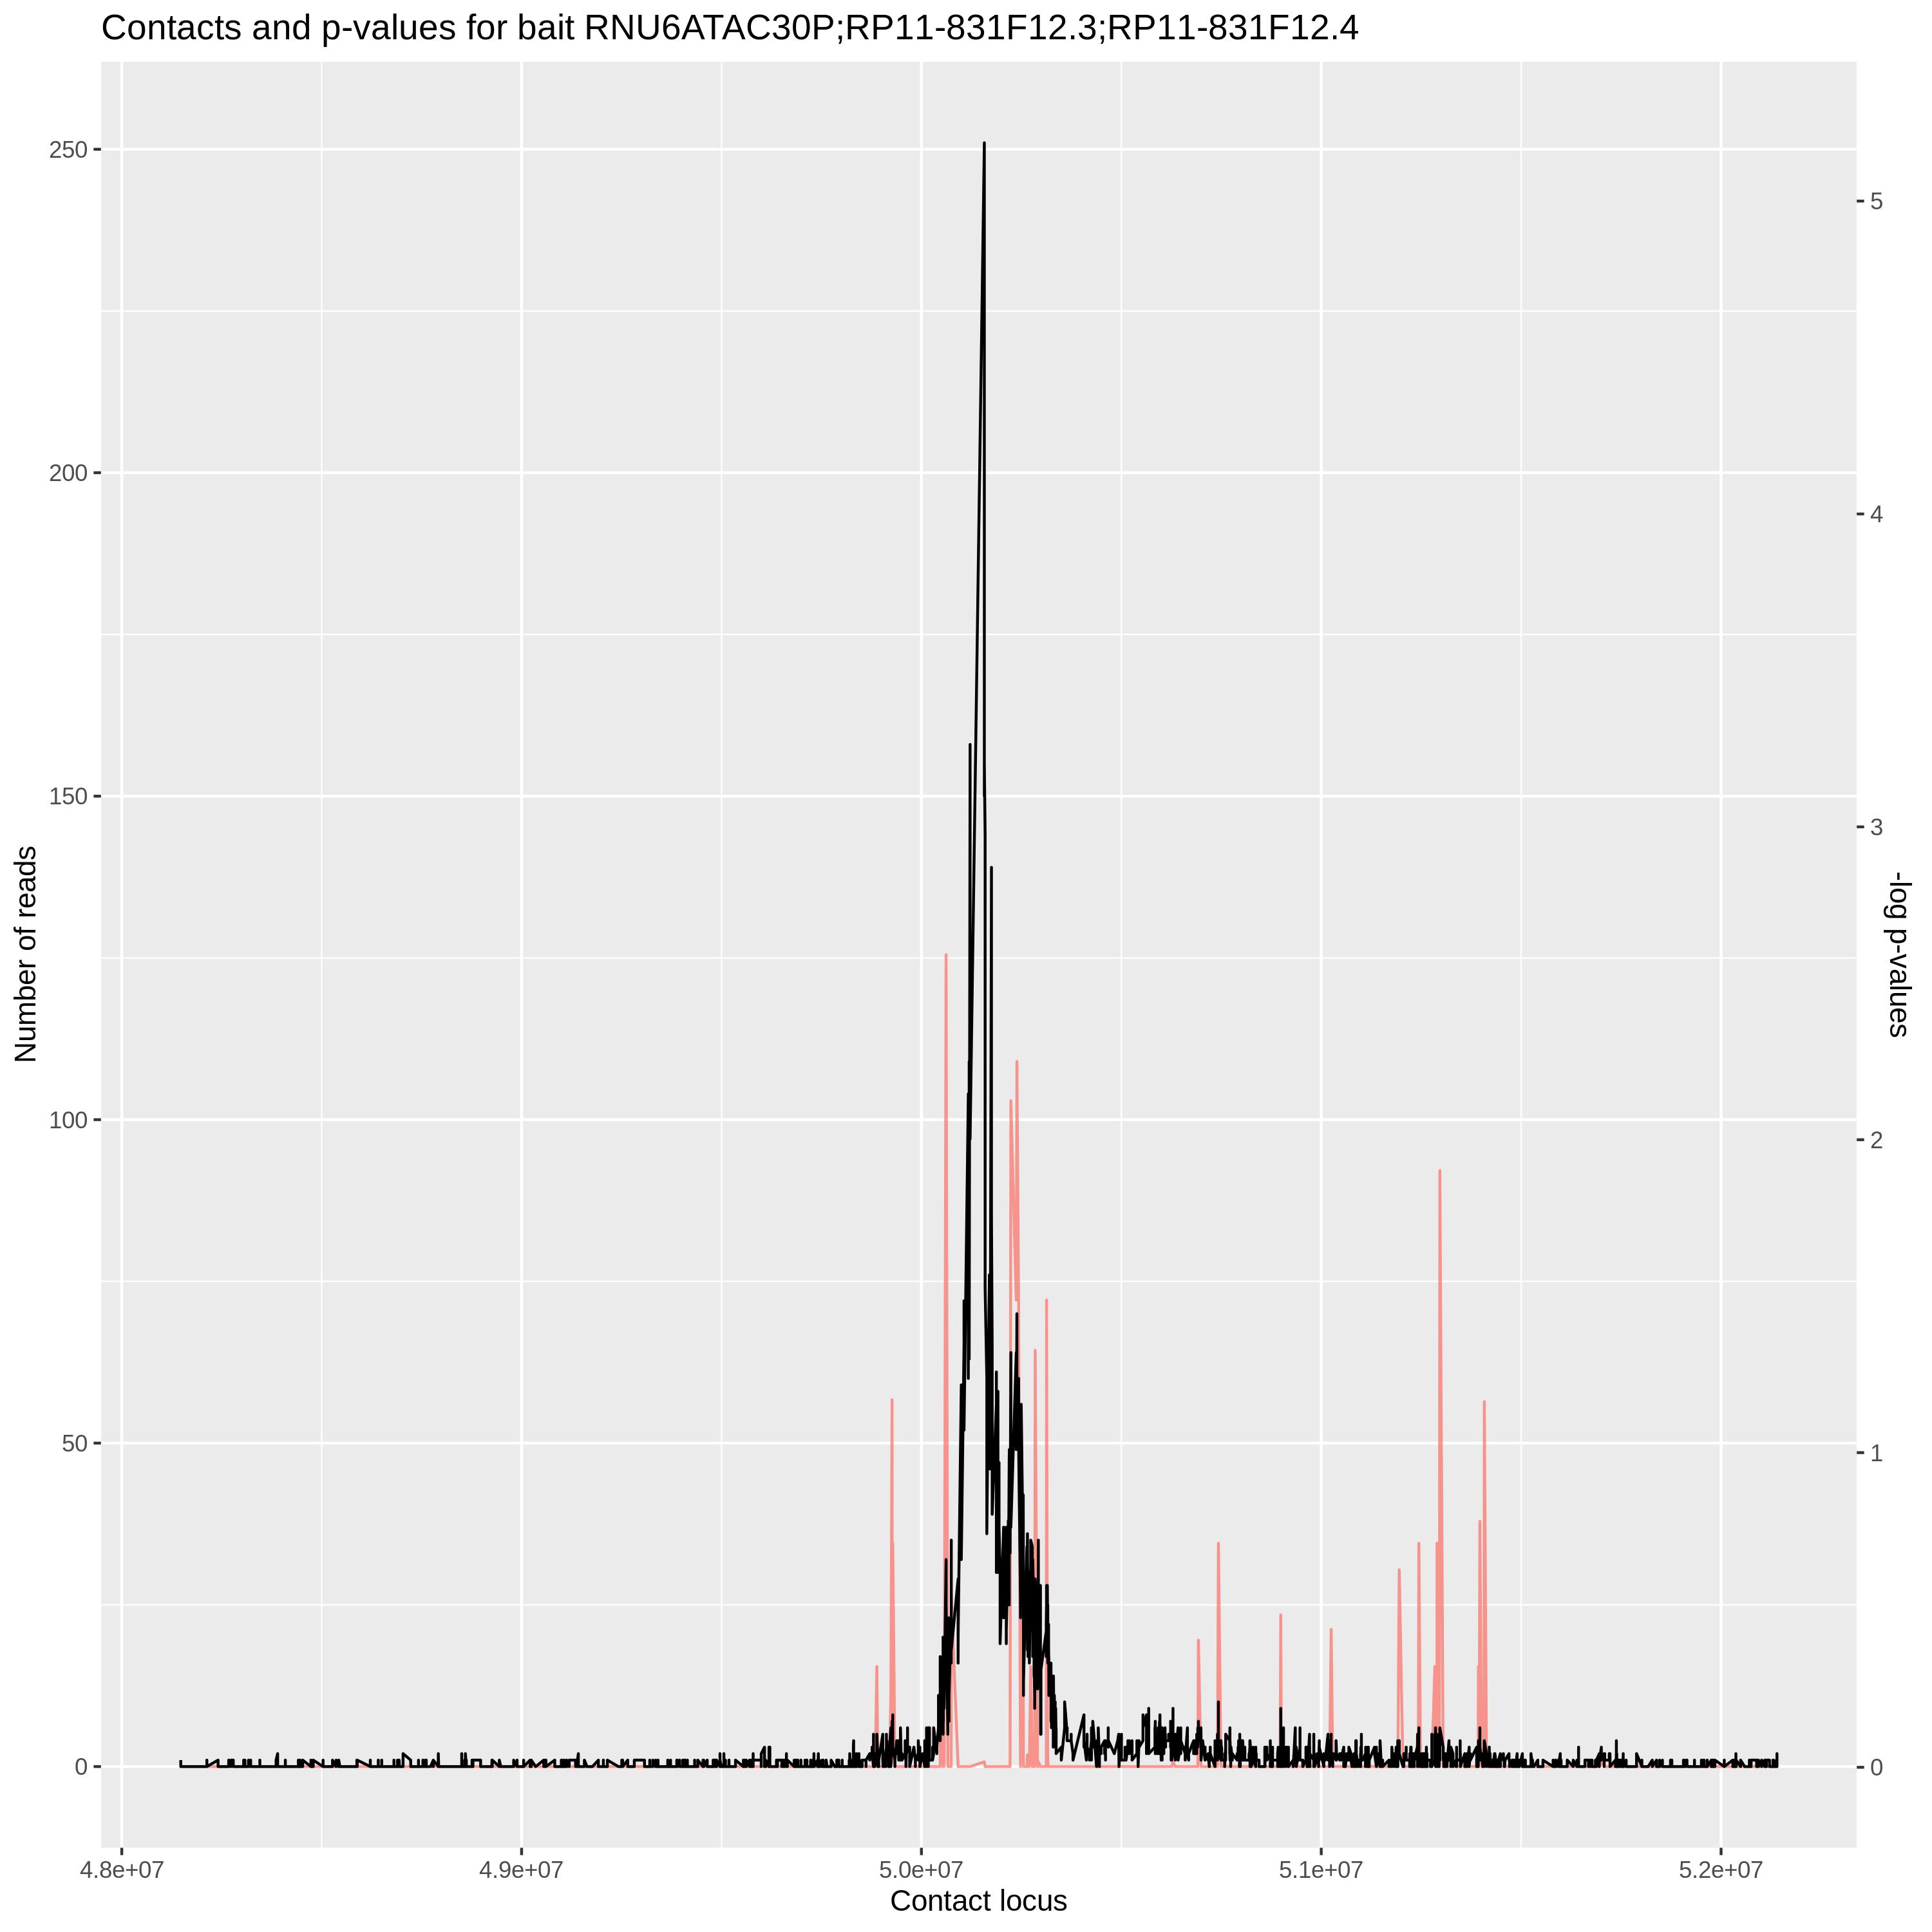 Contacts and p-values for bait RNU6ATAC30P;RP11-831F12.3;RP11-831F12.4
250
200
150
100
50
0
Number of reads
5
4
3
2
1
0
-log p-values
4.8e+07
4.9e+07
5.0e+07
5.1e+07
5.2e+07
Contact locus